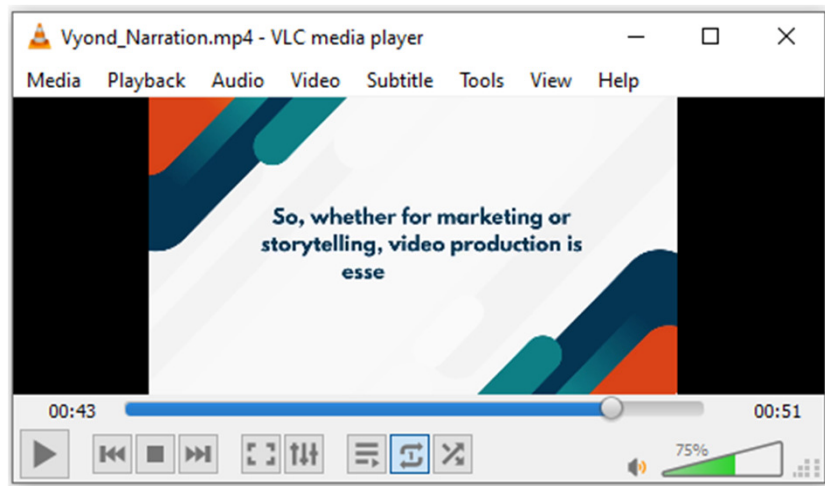 Vyond_Narration.mp4 - VLC media player
Media Playback Audio Video Subtitle Tools View Help
So, whether for marketing or
storytelling, video production is
esse
00:43 00:51
75%